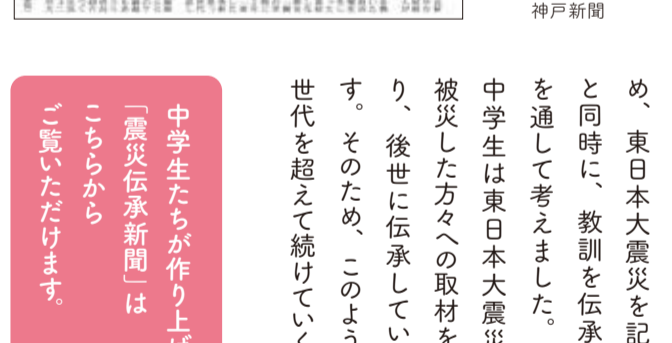 神戸新聞
め、東日本大震災を記
と同時に、教訓を伝承
を通して考えました。
中学生は東日本大震災
被災した方々への取材を
り、後世に伝承してい
す。そのため、このよう
世代を超えて続けていく
中学生たちが作り上げ
「震災伝承新聞」は
こちらから
ご覧いただけます。